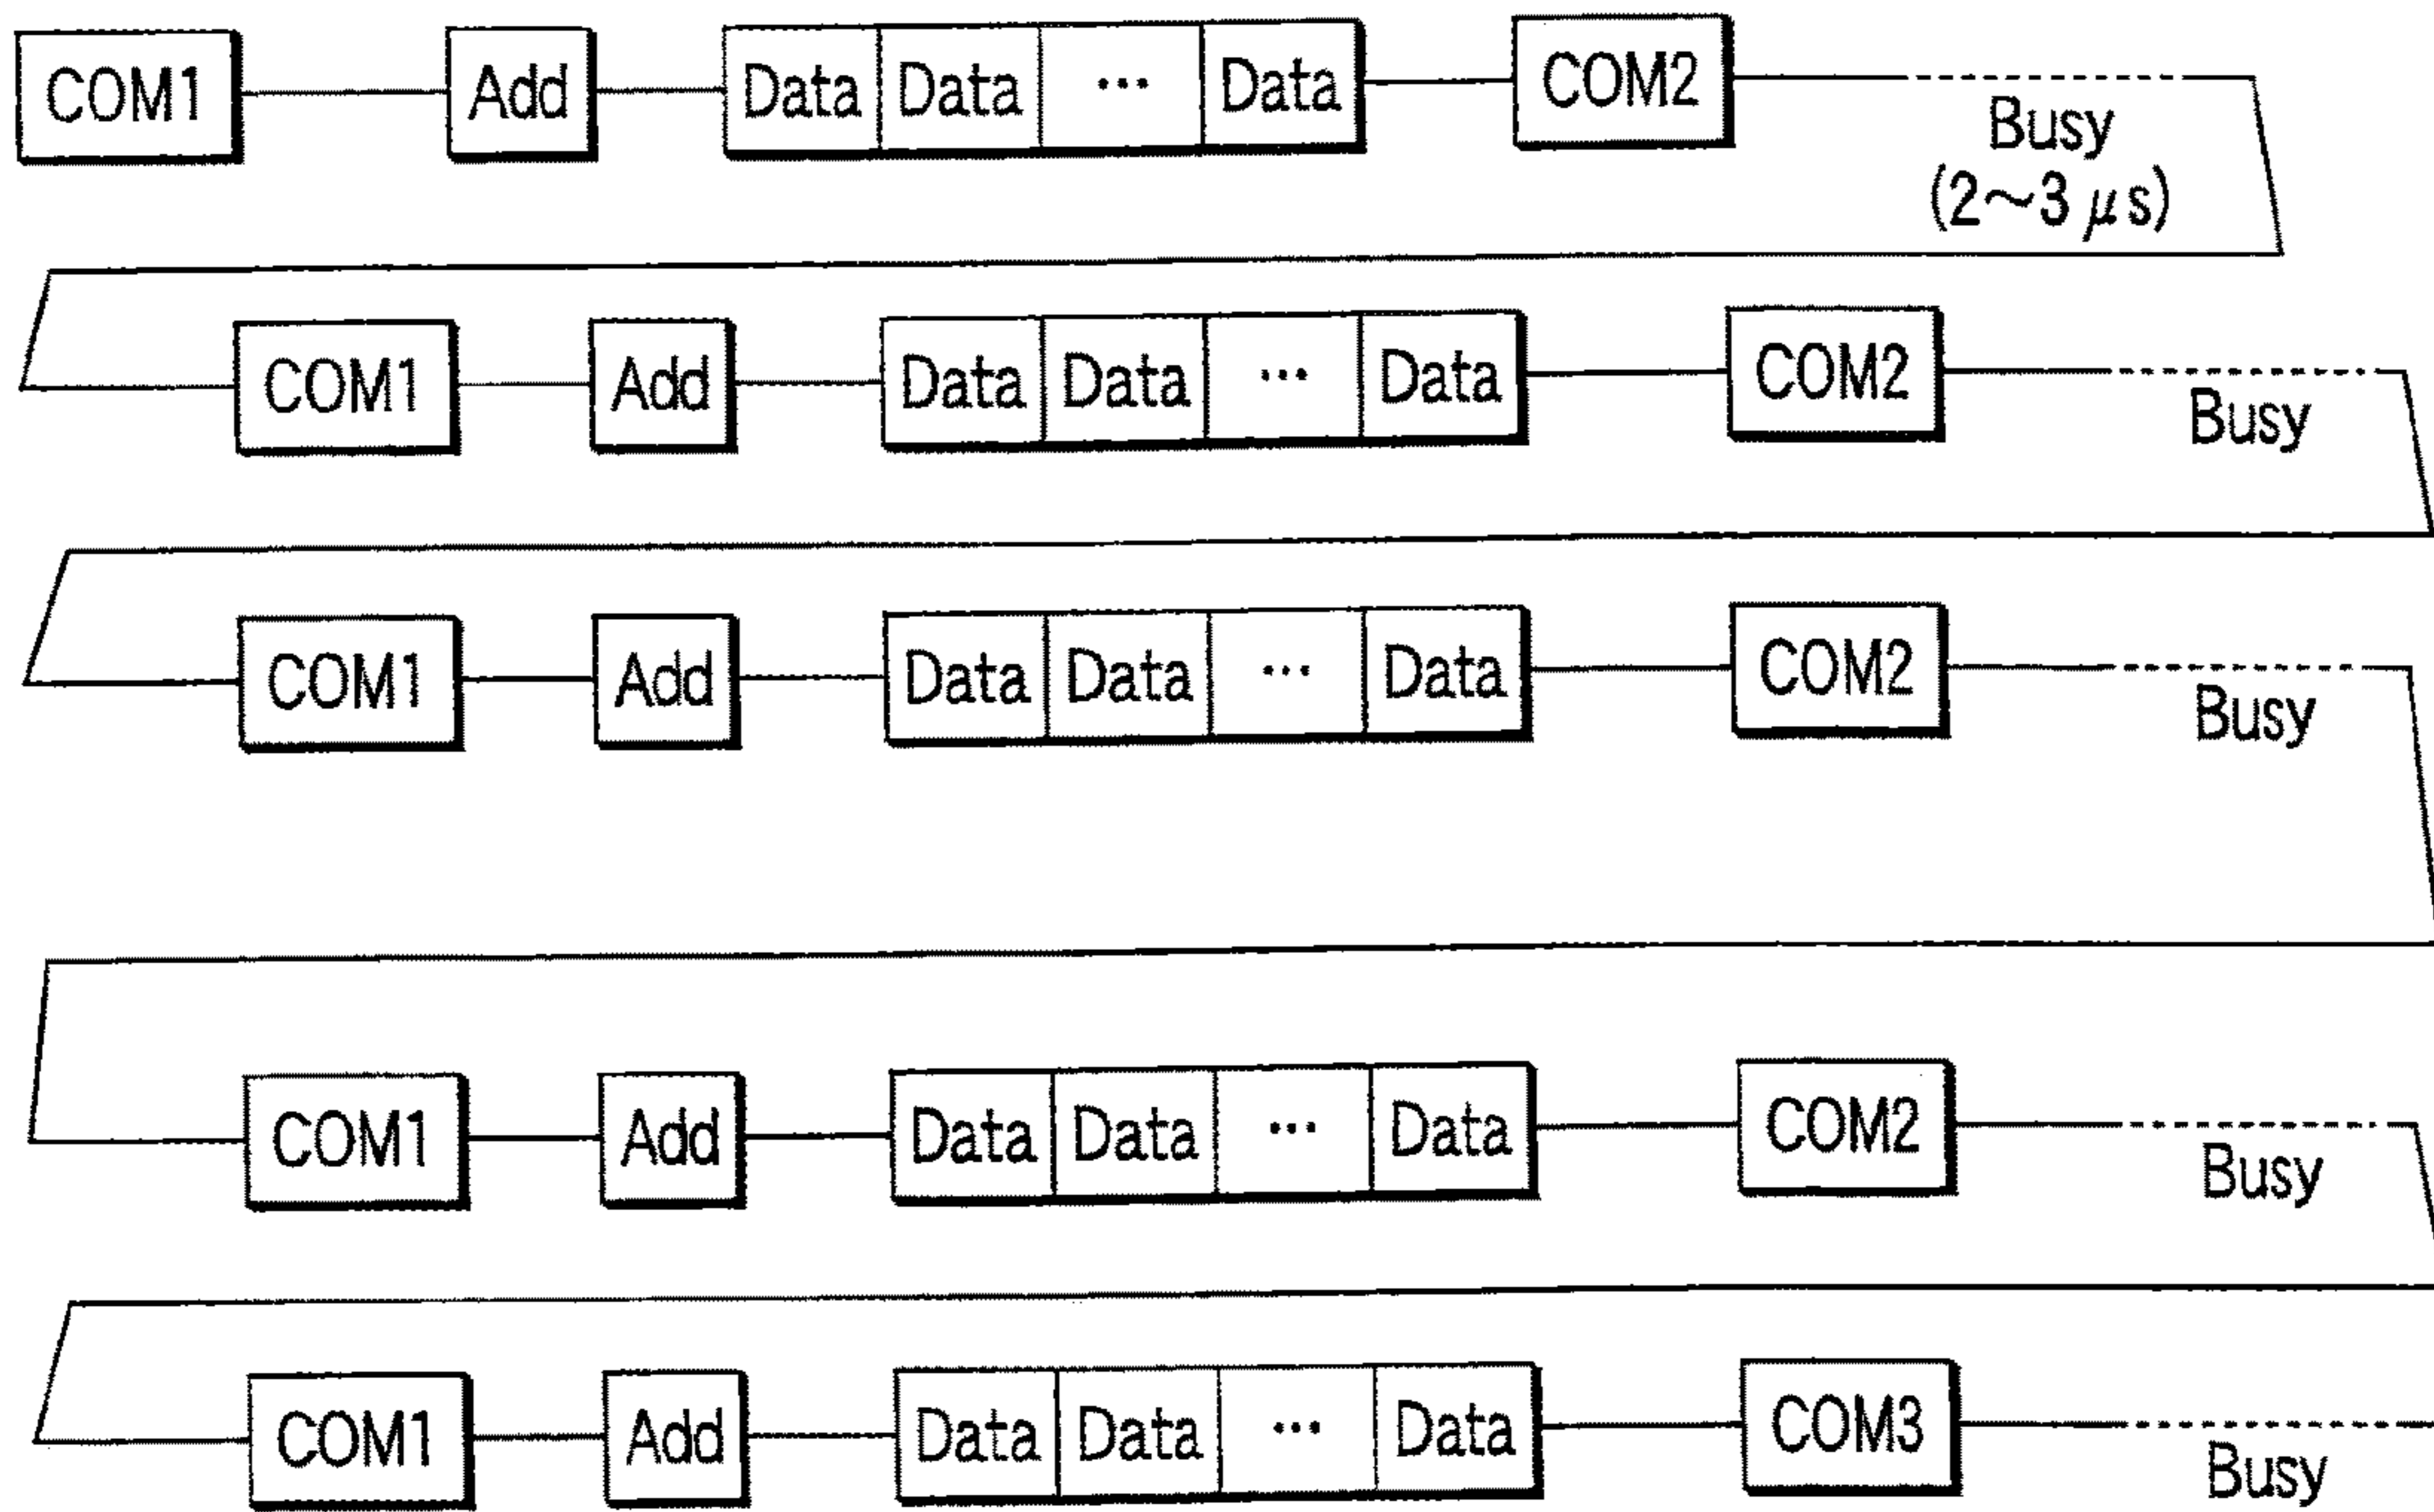 COM1 Add Data Data ... Data COM2
Busy
(2～3 μs)
COM1 Add Data Data ... Data COM2
Busy
COM1 Add Data Data ... Data COM2
Busy
COM1 Add Data Data ... Data COM2
Busy
COM1 Add Data Data ... Data COM3
Busy